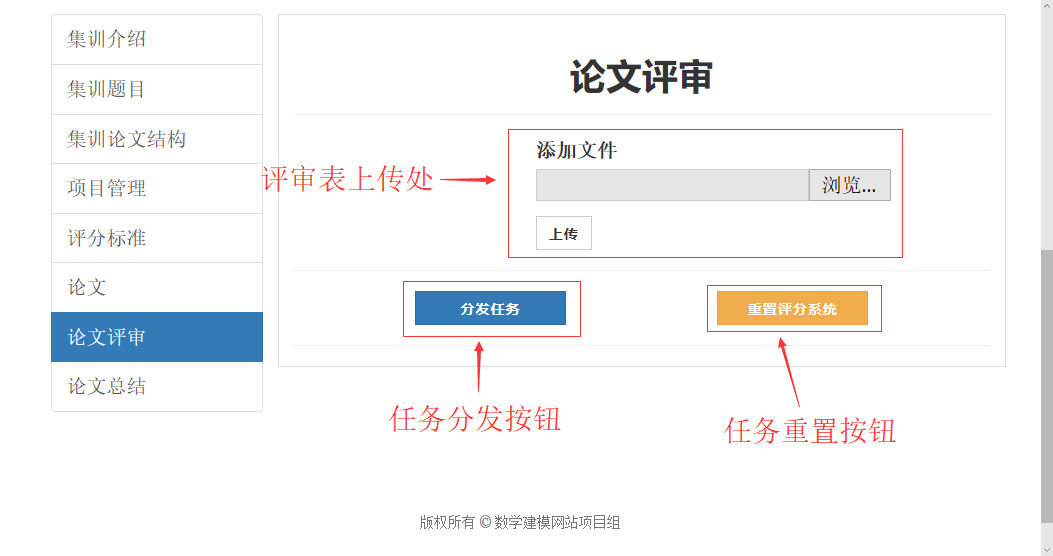 集训介绍
集训题目
集训论文结构
项目管理
评分标准
论文
论文评审
论文总结
论文评审
添加文件
评审表上传处
浏览...
上传
分发任务
重置评分系统
任务分发按钮
任务重置按钮
版权所有 © 数学建模网站项目组